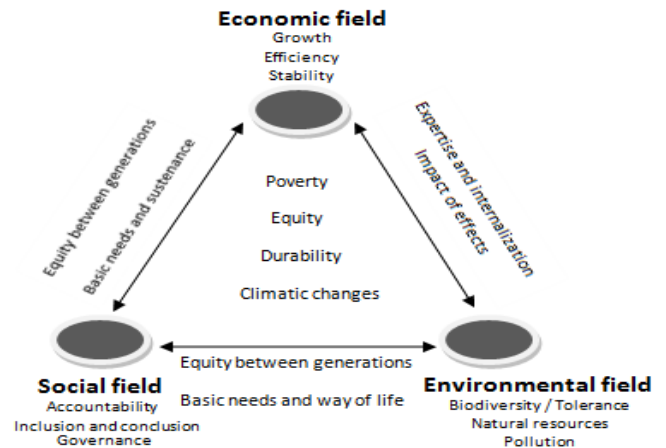 Economic field
Growth
Efficiency
Stability
Equity between generations
Basic needs and sustenance
Expertise and internalization
Impact of effects
Poverty
Equity
Durability
Climatic changes
Equity between generations
Basic needs and way of life
Social field
Accountability
Inclusion and conclusion
Governance
Environmental field
Biodiversity / Tolerance
Natural resources
Pollution